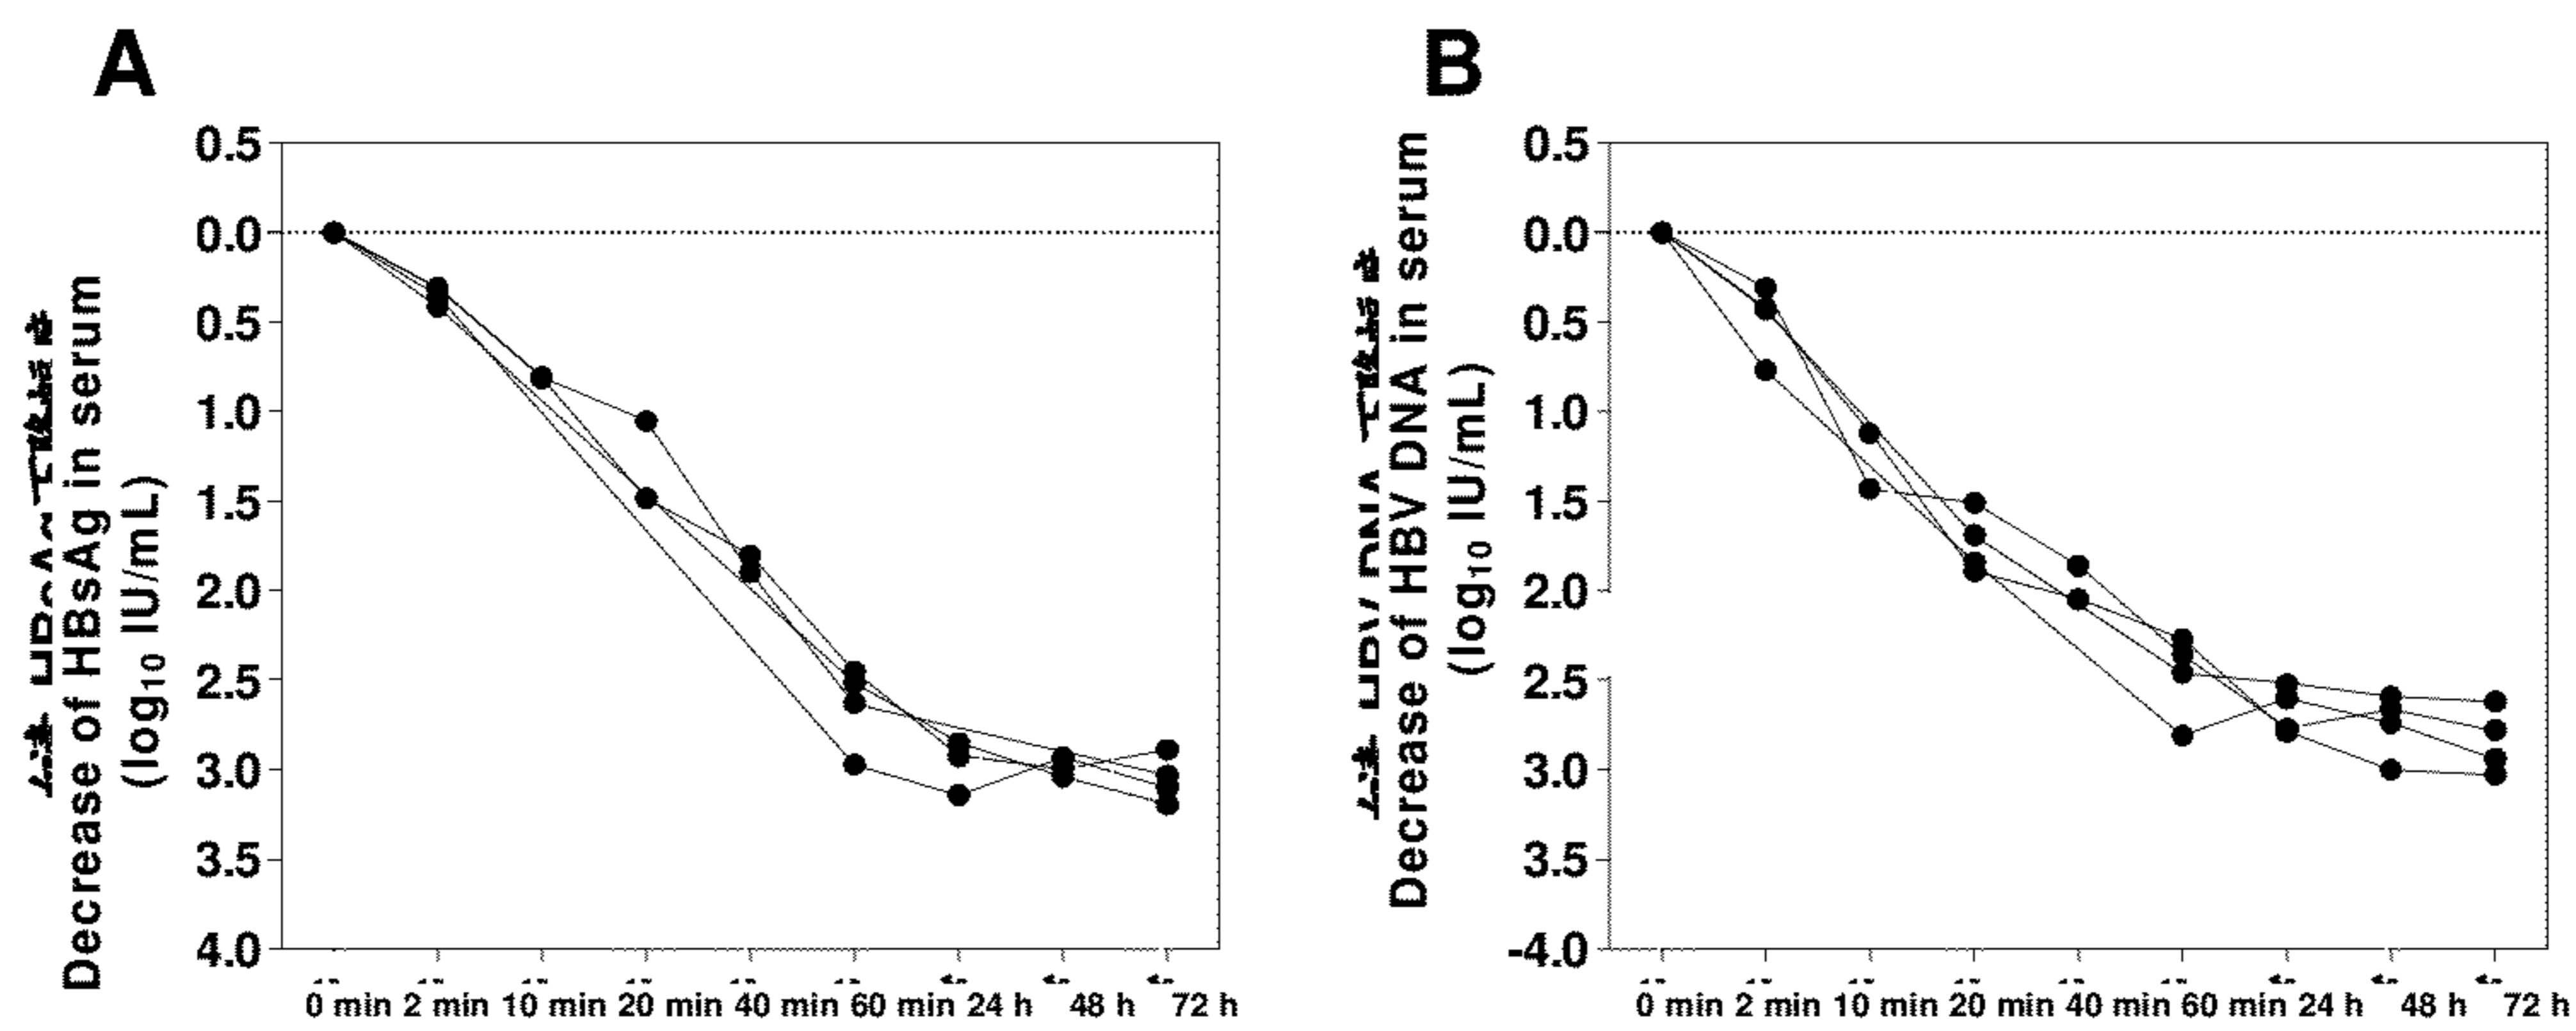 A
0.5
0.0
0.5
1.0
1.5
2.0
2.5
3.0
3.5
4.0
Decrease of HBsAg in serum
(log₁₀ IU/mL)
0 min 2 min 10 min 20 min 40 min 60 min 24 h 48 h 72 h
B
0.5
0.0
0.5
1.0
1.5
2.0
2.5
3.0
3.5
-4.0
Decrease of HBV DNA in serum
(log₁₀ IU/mL)
0 min 2 min 10 min 20 min 40 min 60 min 24 h 48 h 72 h